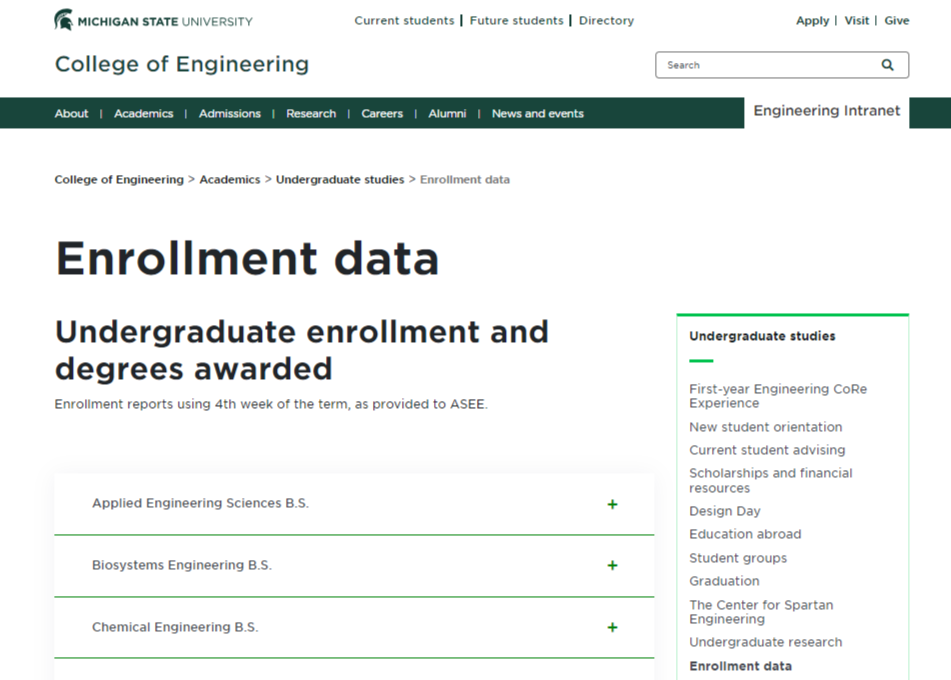 MICHIGAN STATE UNIVERSITY
Current students | Future students | Directory
Apply | Visit | Give
College of Engineering
Search
About | Academics | Admissions | Research | Careers | Alumni | News and events
Engineering Intranet
College of Engineering > Academics > Undergraduate studies > Enrollment data
Enrollment data
Undergraduate enrollment and
degrees awarded
Enrollment reports using 4th week of the term, as provided to ASEE.
Applied Engineering Sciences B.S. +
Biosystems Engineering B.S. +
Chemical Engineering B.S. +
Undergraduate studies
First-year Engineering CoRe
Experience
New student orientation
Current student advising
Scholarships and financial
resources
Design Day
Education abroad
Student groups
Graduation
The Center for Spartan
Engineering
Undergraduate research
Enrollment data